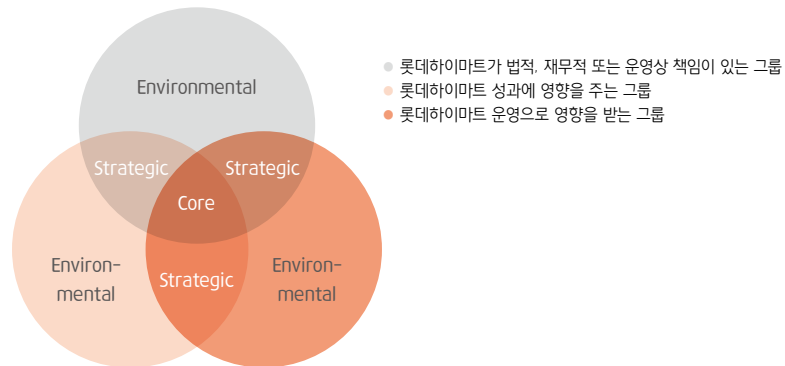 Environmental
Strategic
Strategic
Core
Environ-
mental
Strategic
Environ-
mental
롯데하이마트가 법적, 재무적 또는 운영상 책임이 있는 그룹
롯데하이마트 성과에 영향을 주는 그룹
롯데하이마트 운영으로 영향을 받는 그룹